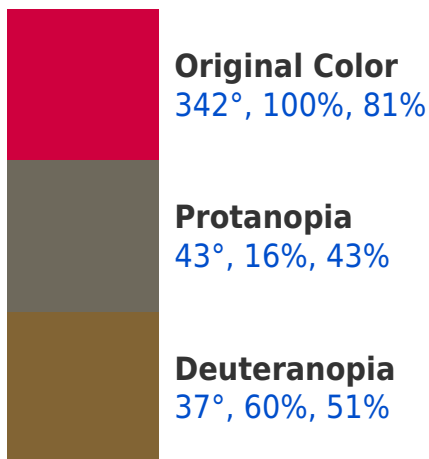 Original Color
342°, 100%, 81%
Protanopia
43°, 16%, 43%
Deuteranopia
37°, 60%, 51%